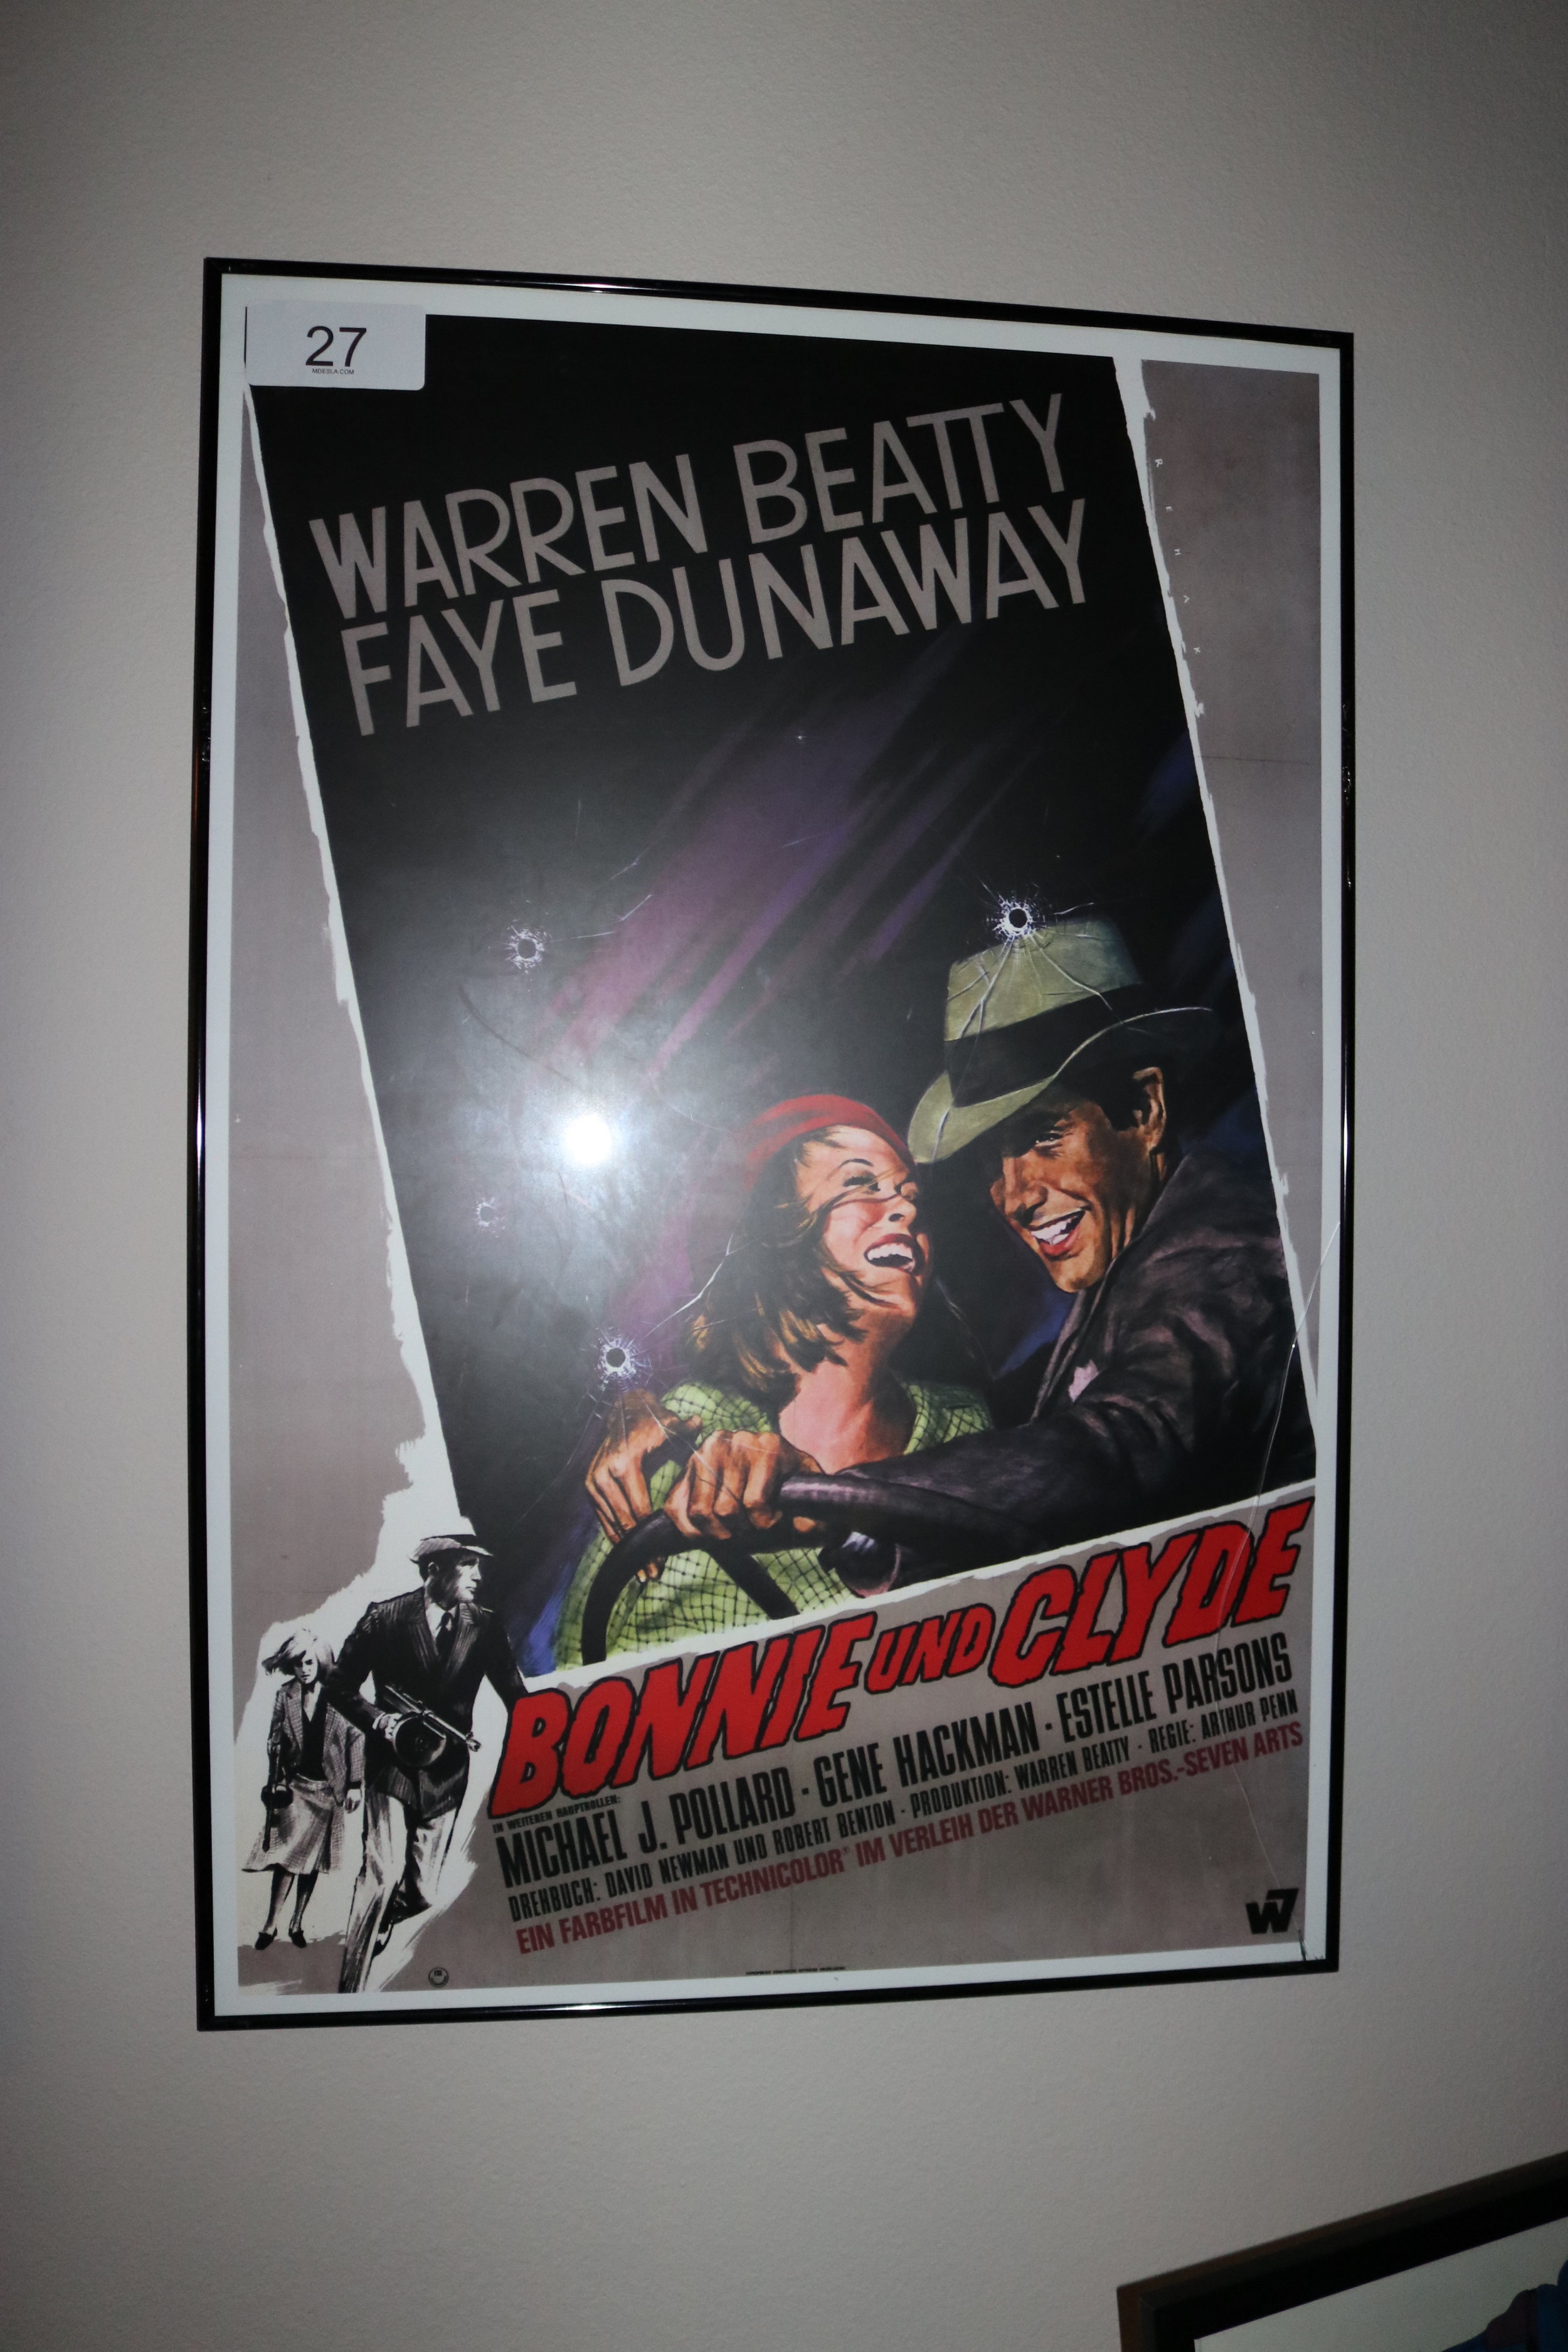 27
MDESLA.COM
WARREN BEATTY
FAYE DUNAWAY
BONNIE UND CLYDE
IN WEITEREN HAUPTROLLEN:
MICHAEL J. POLLARD · GENE HACKMAN · ESTELLE PARSONS
DREHBUCH: DAVID NEWMAN UND ROBERT BENTON · PRODUKTION: WARREN BEATTY · REGIE: ARTHUR PENN
EIN FARBFILM IN TECHNICOLOR® IM VERLEIH DER WARNER BROS.-SEVEN ARTS
W7